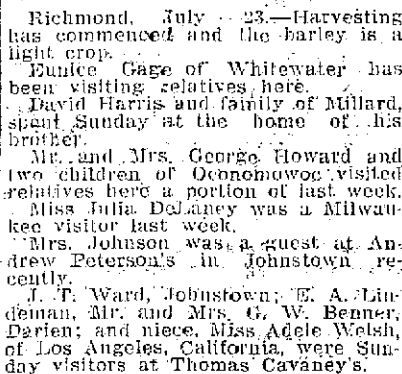 Richmond, July 23.—Harvesting
has commenced and the barley is a
light crop.
Eunice Gage of Whitewater has
been visiting relatives here.
David Harris and family of Millard,
spent Sunday at the home of his
brother.
Mr. and Mrs. George Howard and
two children of Oconomowoc visited
relatives here a portion of last week.
Miss Julia DeLaney was a Milwau-
kee visitor last week.
Mrs. Johnson was a guest at An-
drew Peterson's in Johnstown re-
cently.
J. T. Ward, Johnstown; E. A. Lin-
deman, Mr. and Mrs. G. W. Benner,
Darien; and niece, Miss Adele Welsh,
of Los Angeles, California, were Sun-
day visitors at Thomas Cavaney's.